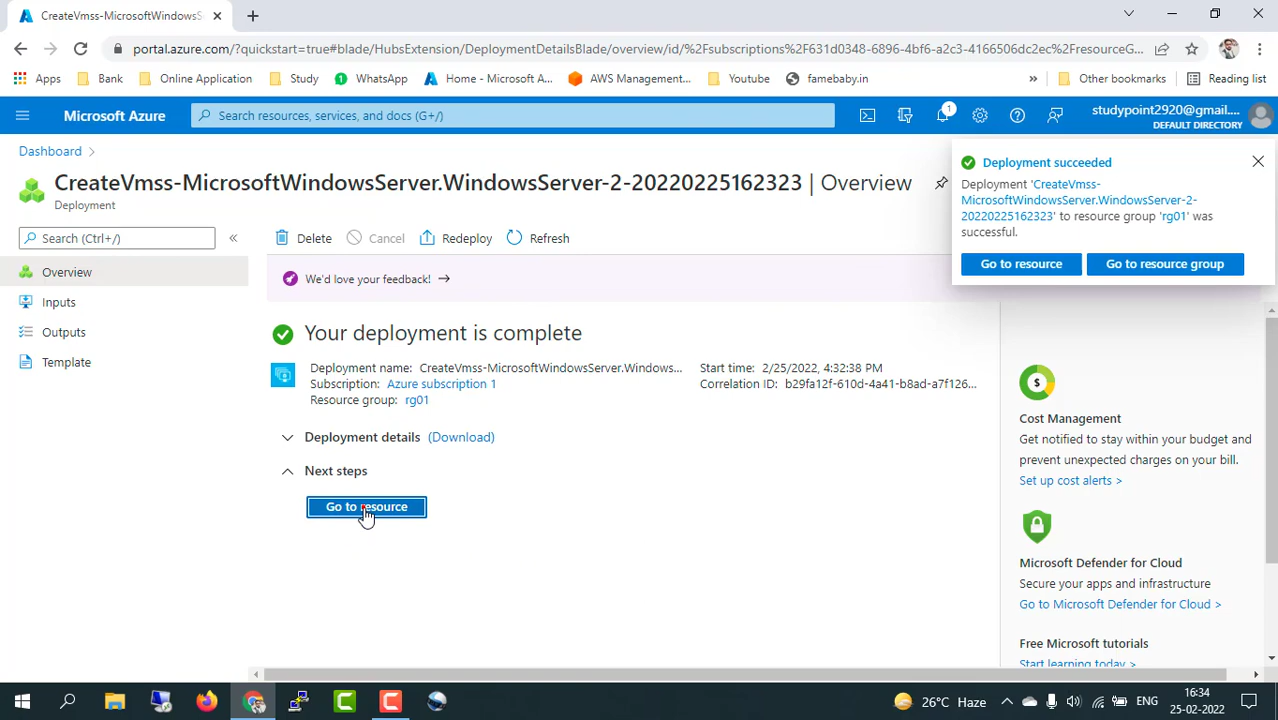 CreateVmss-MicrosoftWindowsS
portal.azure.com/?quickstart=true#blade/HubsExtension/DeploymentDetailsBlade/overview/id/%2Fsubscriptions%2F631d0348-6896-4bf6-a2c3-4166506dc2ec%2FresourceG...
Apps Bank Online Application Study WhatsApp Home - Microsoft A... AWS Management... Youtube famebaby.in » Other bookmarks Reading list
Microsoft Azure Search resources, services, and docs (G+/) 1 studypoint2920@gmail....
DEFAULT DIRECTORY
Dashboard >
CreateVmss-MicrosoftWindowsServer.WindowsServer-2-20220225162323 | Overview
Deployment
Deployment succeeded
Deployment 'CreateVmss-
MicrosoftWindowsServer.WindowsServer-2-
20220225162323' to resource group 'rg01' was
successful.
Go to resource Go to resource group
Search (Ctrl+/) «
Delete Cancel Redeploy Refresh
Overview
Inputs
Outputs
Template
We'd love your feedback! →
Your deployment is complete
Deployment name: CreateVmss-MicrosoftWindowsServer.Windows... Start time: 2/25/2022, 4:32:38 PM
Subscription: Azure subscription 1 Correlation ID: b29fa12f-610d-4a41-b8ad-a7f126...
Resource group: rg01
Deployment details (Download)
Next steps
Go to resource
Cost Management
Get notified to stay within your budget and
prevent unexpected charges on your bill.
Set up cost alerts >
Microsoft Defender for Cloud
Secure your apps and infrastructure
Go to Microsoft Defender for Cloud >
Free Microsoft tutorials
Start learning today >
26°C Haze ENG 16:34
25-02-2022